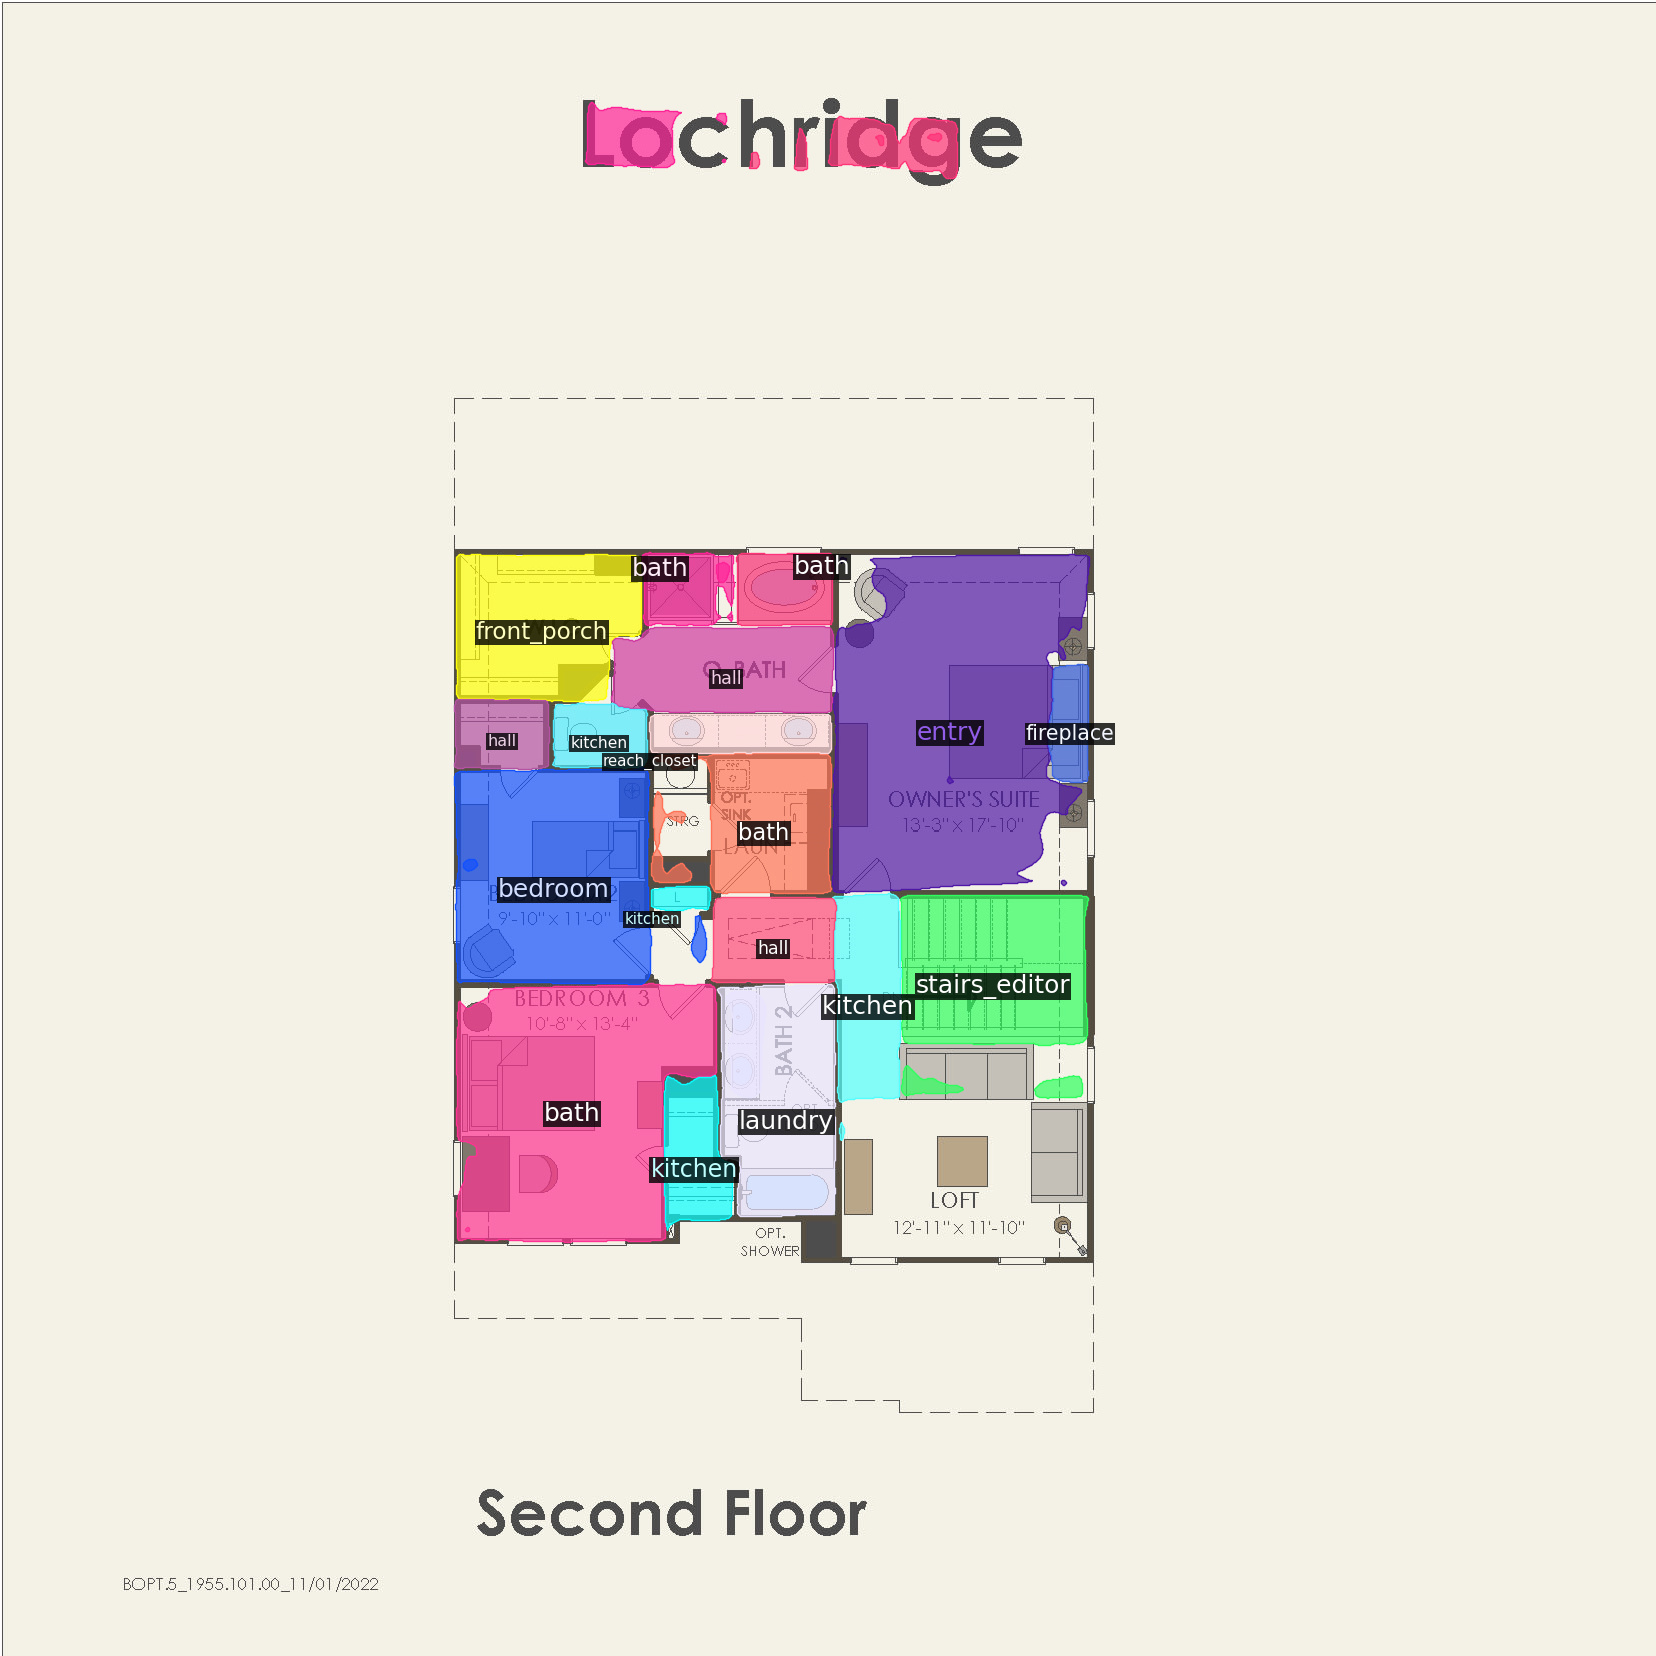 Lochridge
bath
bath
front_porch
O. BATH
hall
hall
kitchen
entry
fireplace
reach_closet
OPT.
SINK
STRG
bath
LAUN
OWNER'S SUITE
13'-3" x 17'-10"
bedroom
2
9'-10" x 11'-0"
L
kitchen
hall
stairs_editor
kitchen
BEDROOM 3
10'-8" x 13'-4"
BATH 2
bath
OPT.
laundry
kitchen
LOFT
12'-11" x 11'-10"
OPT.
SHOWER
Second Floor
BOPT.5_1955.101.00_11/01/2022